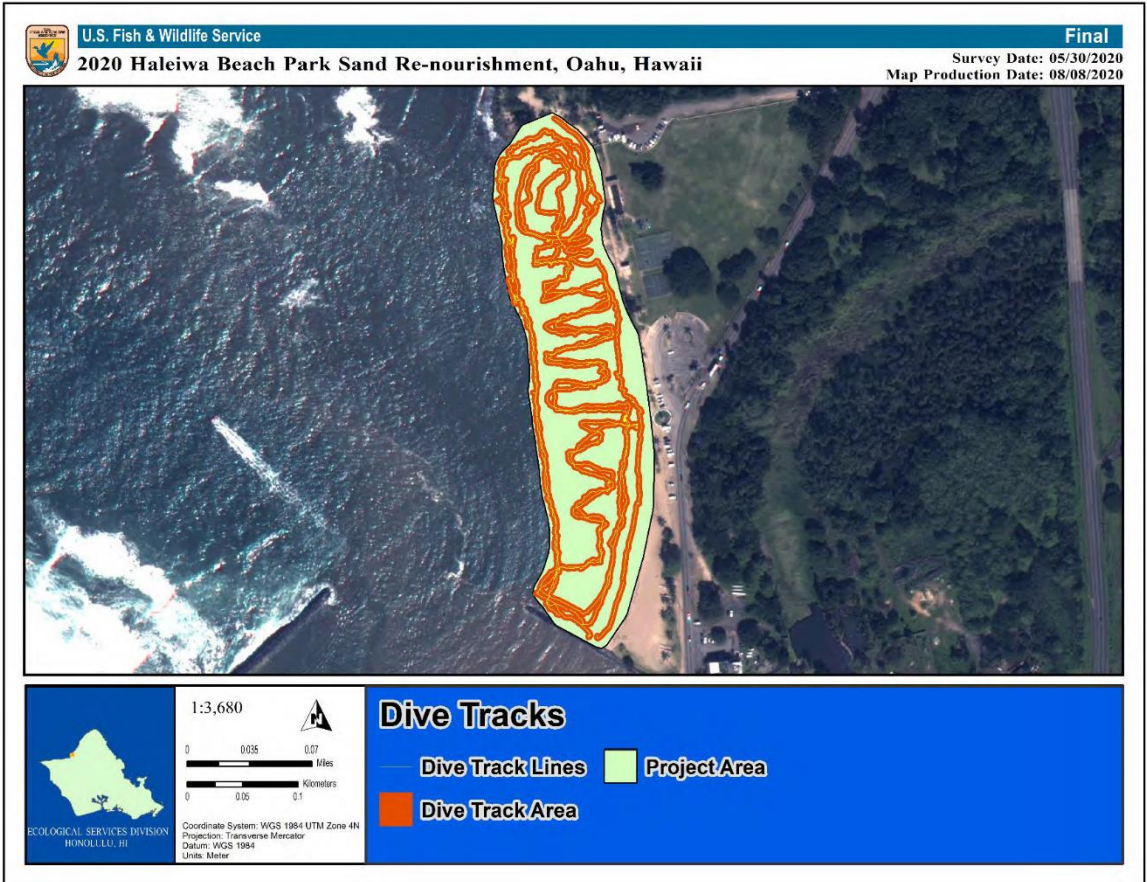 U.S. Fish & Wildlife Service
Final
2020 Haleiwa Beach Park Sand Re-nourishment, Oahu, Hawaii
Survey Date: 05/30/2020
Map Production Date: 08/08/2020
ECOLOGICAL SERVICES DIVISION
HONOLULU, HI
1:3,680
N
0 0.035 0.07
Miles
Kilometers
0 0.05 0.1
Coordinate System: WGS 1984 UTM Zone 4N
Projection: Transverse Mercator
Datum: WGS 1984
Units: Meter
Dive Tracks
Dive Track Lines
Project Area
Dive Track Area